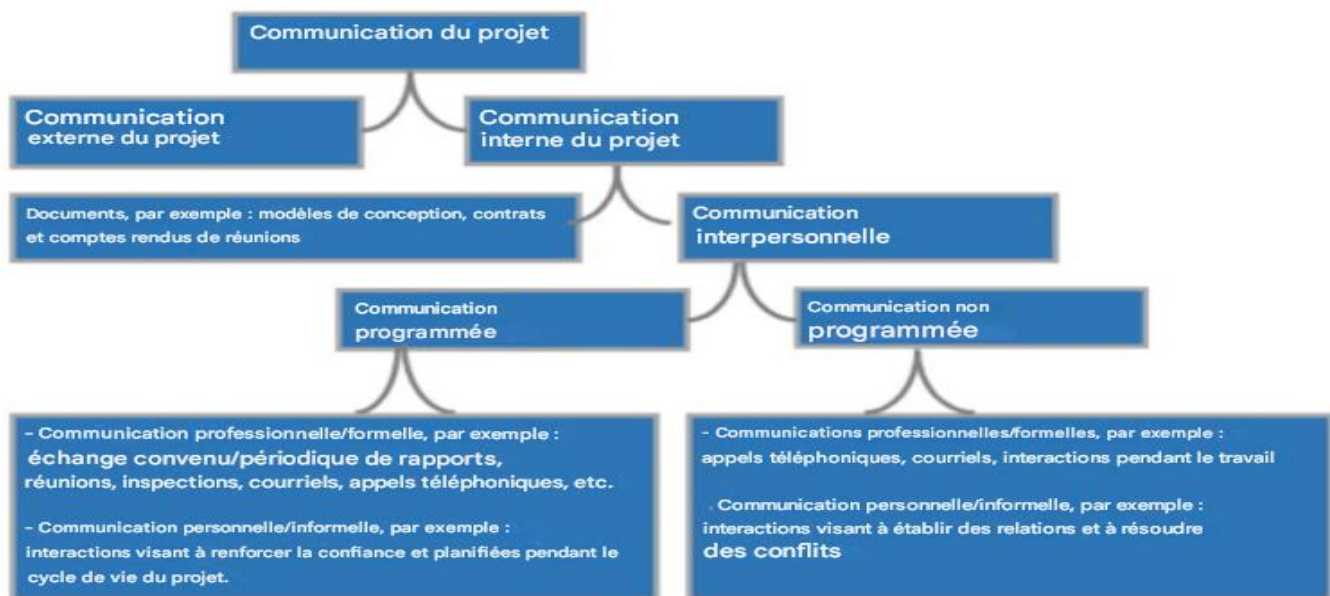 Communication du projet
Communication
externe du projet
Communication
interne du projet
Documents, par exemple : modèles de conception, contrats
et comptes rendus de réunions
Communication
interpersonnelle
Communication
programmée
Communication non
programmée
- Communication professionnelle/formelle, par exemple :
échange convenu/périodique de rapports,
réunions, inspections, courriels, appels téléphoniques, etc.
- Communication personnelle/informelle, par exemple :
interactions visant à renforcer la confiance et planifiées pendant le
cycle de vie du projet.
- Communications professionnelles/formelles, par exemple :
appels téléphoniques, courriels, interactions pendant le travail
. Communication personnelle/informelle, par exemple :
interactions visant à établir des relations et à résoudre
des conflits